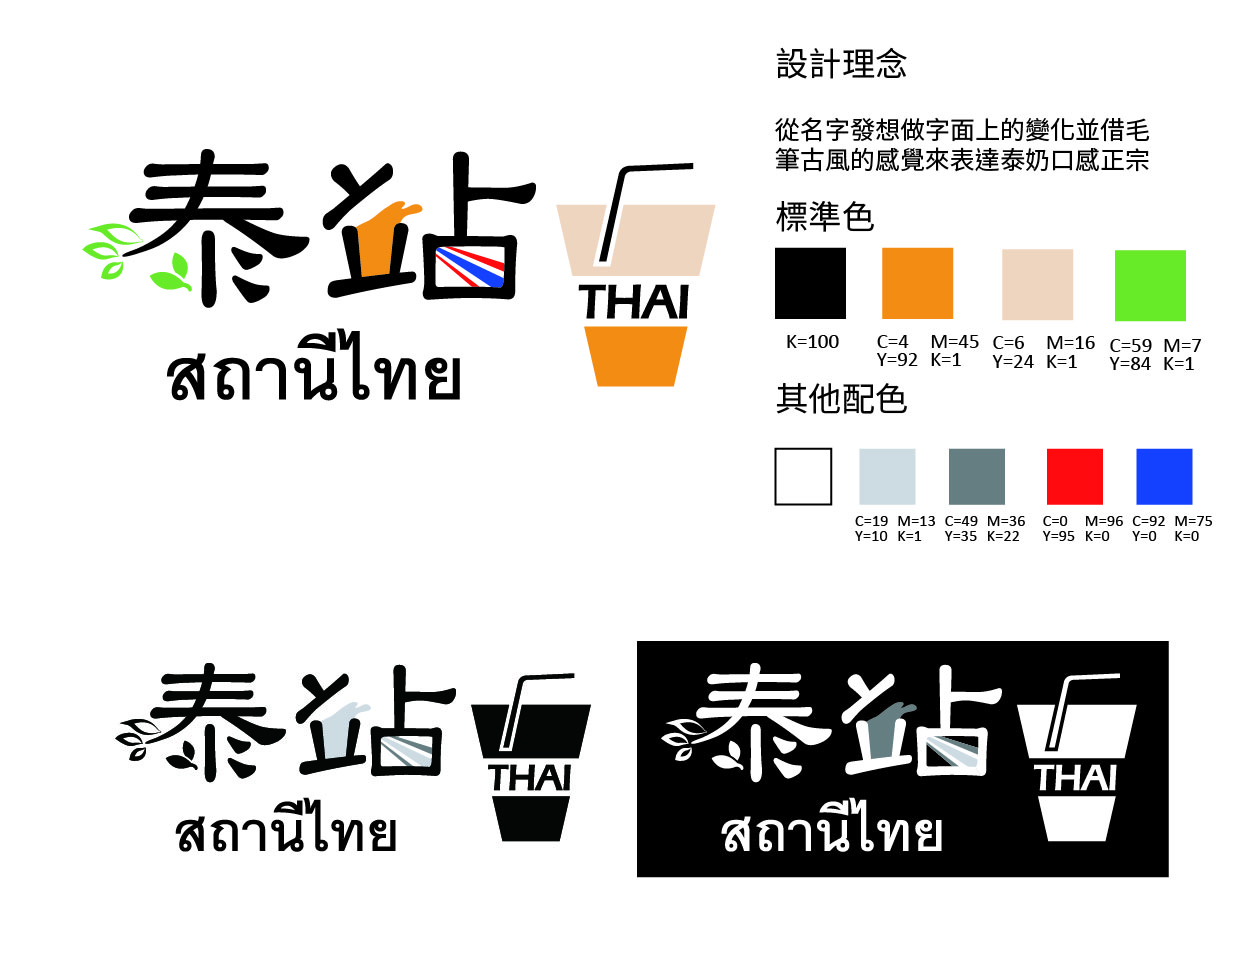 泰站
THAI
สถานีไทย
設計理念
從名字發想做字面上的變化並借毛
筆古風的感覺來表達泰奶口感正宗
標準色
K=100
C=4 M=45
Y=92 K=1
C=6 M=16
Y=24 K=1
C=59 M=7
Y=84 K=1
其他配色
C=19 M=13
Y=10 K=1
C=49 M=36
Y=35 K=22
C=0 M=96
Y=95 K=0
C=92 M=75
Y=0 K=0
泰站
THAI
สถานีไทย
泰站
THAI
สถานีไทย